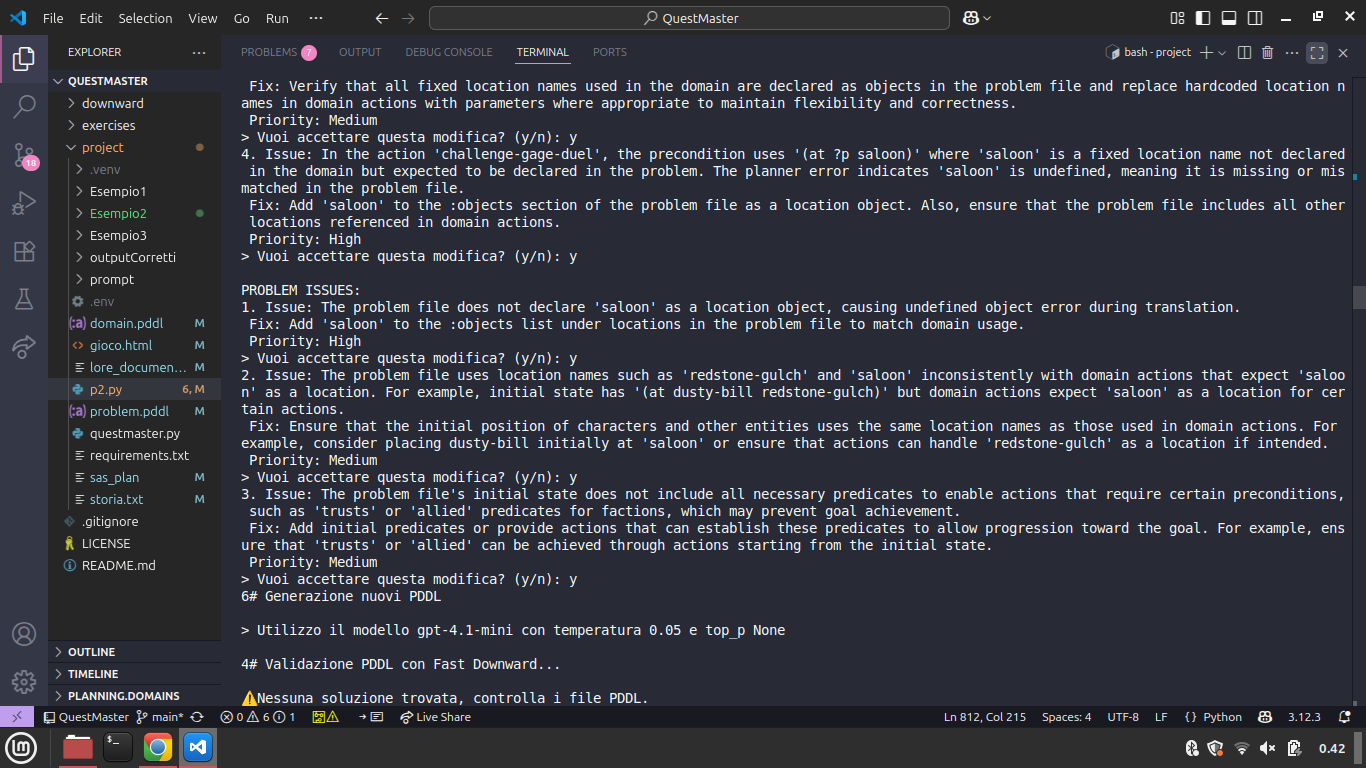 File Edit Selection View Go Run ··· QuestMaster
EXPLORER ···
QUESTMASTER
downward
exercises
project
.venv
Esempio1
Esempio2
Esempio3
outputCorretti
prompt
.env
domain.pddl M
gioco.html M
lore_documen... M
p2.py 6, M
problem.pddl M
questmaster.py
requirements.txt
sas_plan M
storia.txt M
.gitignore
LICENSE
README.md
OUTLINE
TIMELINE
PLANNING.DOMAINS
18
PROBLEMS 7 OUTPUT DEBUG CONSOLE TERMINAL PORTS bash - project
Fix: Verify that all fixed location names used in the domain are declared as objects in the problem file and replace hardcoded location n
ames in domain actions with parameters where appropriate to maintain flexibility and correctness.
Priority: Medium
> Vuoi accettare questa modifica? (y/n): y
4. Issue: In the action 'challenge-gage-duel', the precondition uses '(at ?p saloon)' where 'saloon' is a fixed location name not declared
in the domain but expected to be declared in the problem. The planner error indicates 'saloon' is undefined, meaning it is missing or mis
matched in the problem file.
Fix: Add 'saloon' to the :objects section of the problem file as a location object. Also, ensure that the problem file includes all other
locations referenced in domain actions.
Priority: High
> Vuoi accettare questa modifica? (y/n): y
PROBLEM ISSUES:
1. Issue: The problem file does not declare 'saloon' as a location object, causing undefined object error during translation.
Fix: Add 'saloon' to the :objects list under locations in the problem file to match domain usage.
Priority: High
> Vuoi accettare questa modifica? (y/n): y
2. Issue: The problem file uses location names such as 'redstone-gulch' and 'saloon' inconsistently with domain actions that expect 'saloo
n' as a location. For example, initial state has '(at dusty-bill redstone-gulch)' but domain actions expect 'saloon' as a location for cer
tain actions.
Fix: Ensure that the initial position of characters and other entities uses the same location names as those used in domain actions. For
example, consider placing dusty-bill initially at 'saloon' or ensure that actions can handle 'redstone-gulch' as a location if intended.
Priority: Medium
> Vuoi accettare questa modifica? (y/n): y
3. Issue: The problem file's initial state does not include all necessary predicates to enable actions that require certain preconditions,
such as 'trusts' or 'allied' predicates for factions, which may prevent goal achievement.
Fix: Add initial predicates or provide actions that can establish these predicates to allow progression toward the goal. For example, ens
ure that 'trusts' or 'allied' can be achieved through actions starting from the initial state.
Priority: Medium
> Vuoi accettare questa modifica? (y/n): y
6# Generazione nuovi PDDL
> Utilizzo il modello gpt-4.1-mini con temperatura 0.05 e top_p None
4# Validazione PDDL con Fast Downward...
⚠️Nessuna soluzione trovata, controlla i file PDDL.
QuestMaster main* 0 6 1 Live Share Ln 812, Col 215 Spaces: 4 UTF-8 LF {} Python 3.12.3
0.42